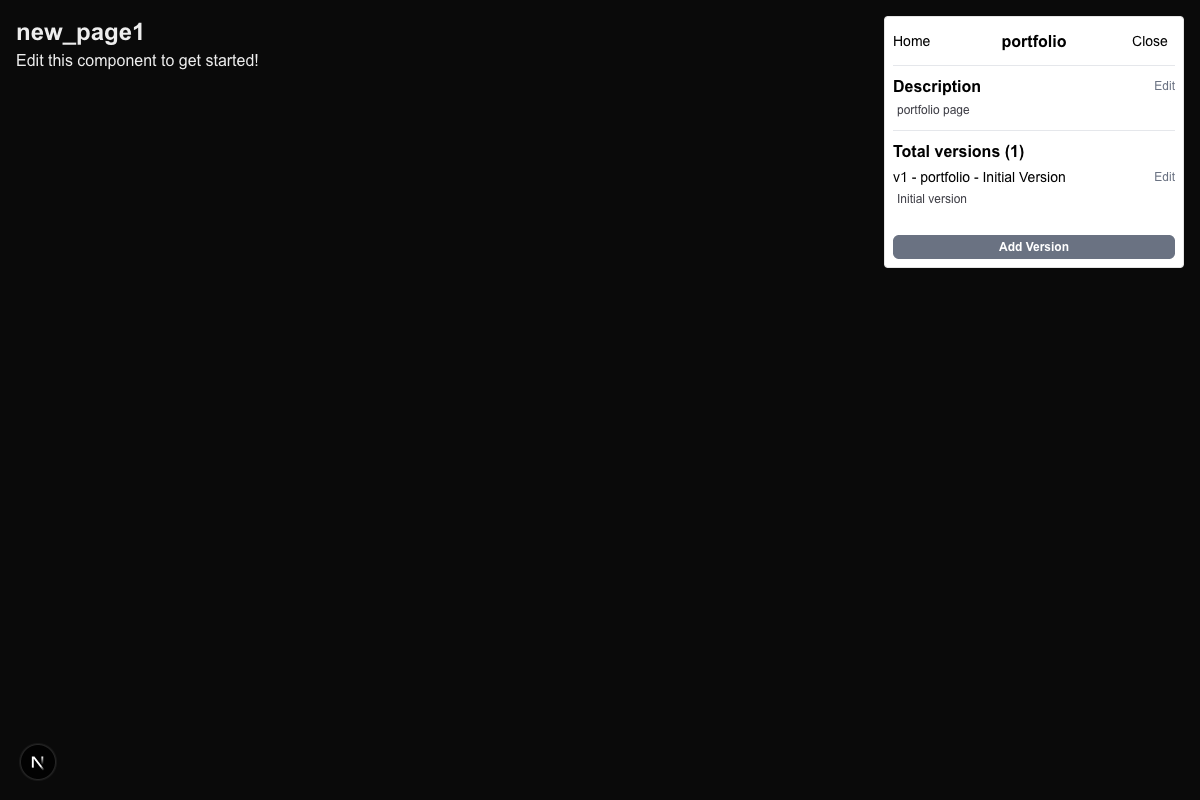 new_page1
Edit this component to get started!
Home portfolio Close
Description Edit
portfolio page
Total versions (1)
v1 - portfolio - Initial Version Edit
Initial version
Add Version
N